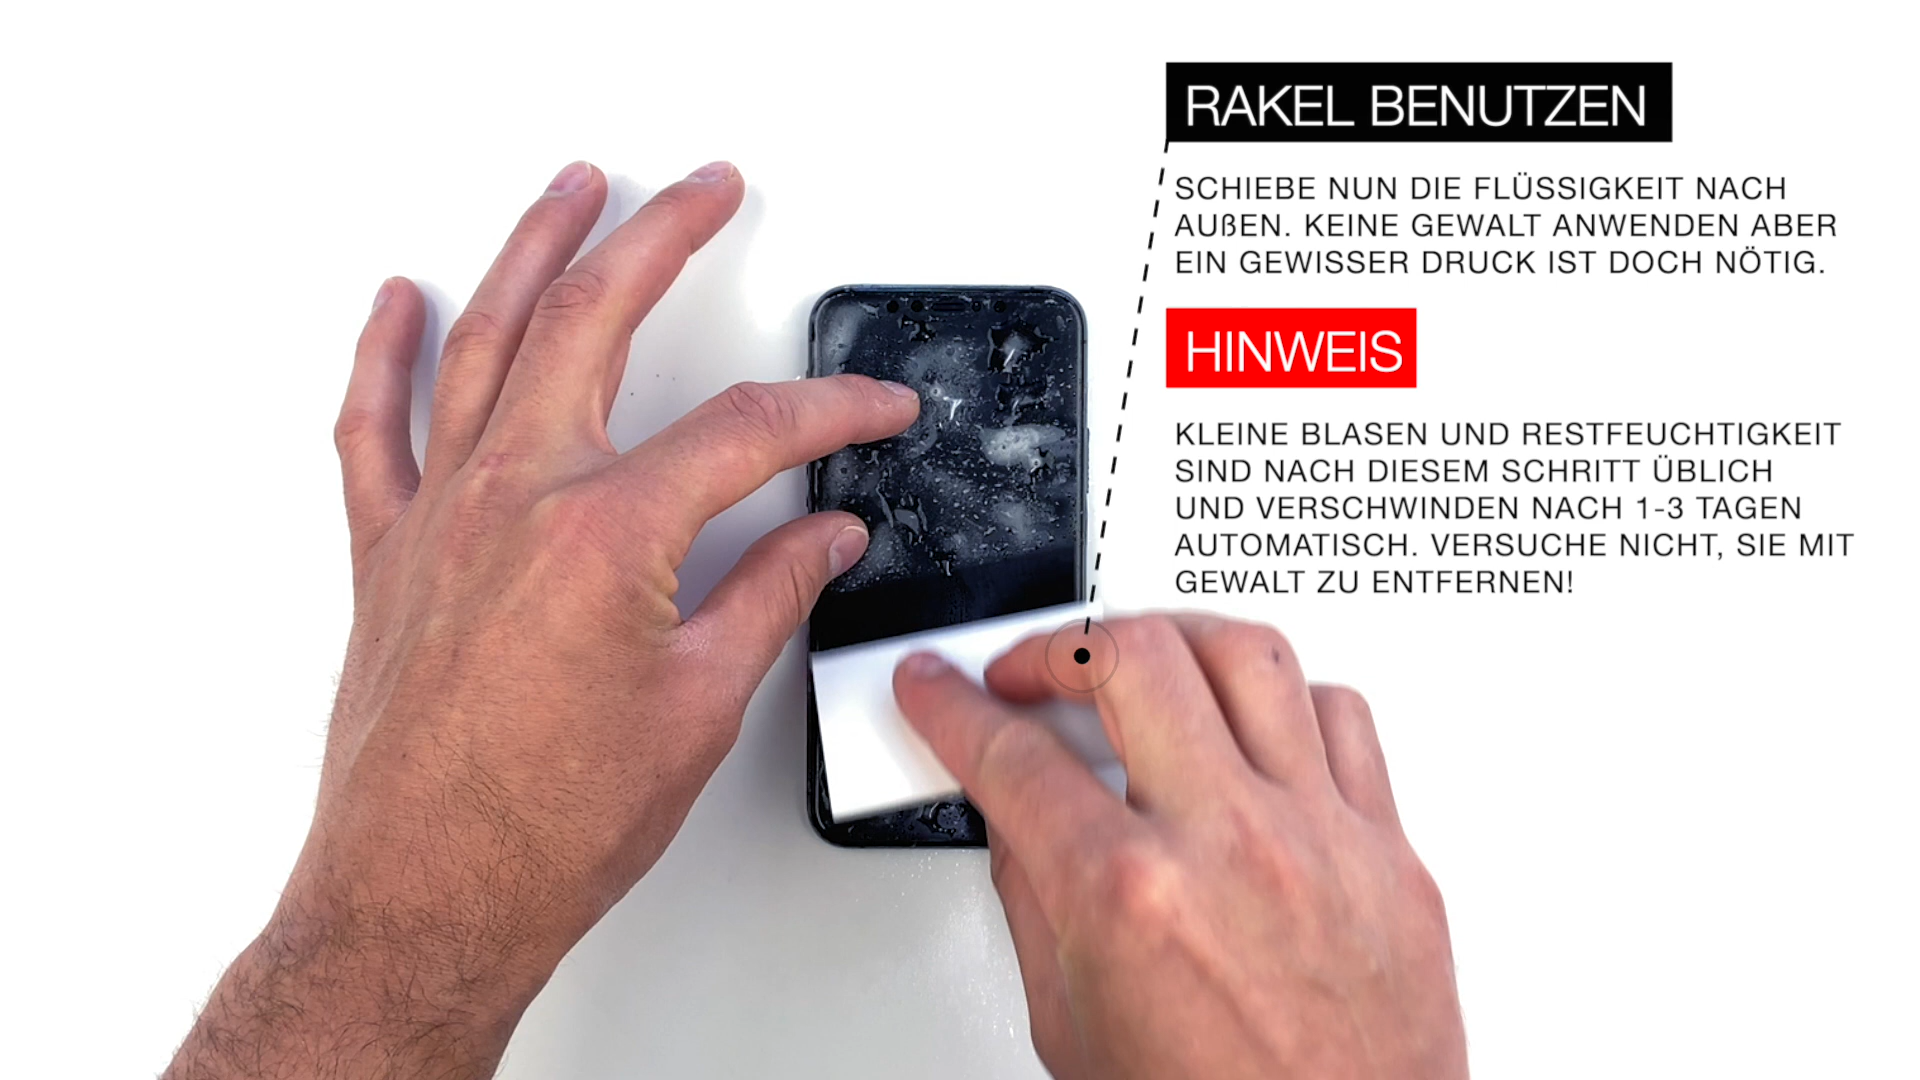 RAKEL BENUTZEN
SCHIEBE NUN DIE FLÜSSIGKEIT NACH
AUßEN. KEINE GEWALT ANWENDEN ABER
EIN GEWISSER DRUCK IST DOCH NÖTIG.
HINWEIS
KLEINE BLASEN UND RESTFEUCHTIGKEIT
SIND NACH DIESEM SCHRITT ÜBLICH
UND VERSCHWINDEN NACH 1-3 TAGEN
AUTOMATISCH. VERSUCHE NICHT, SIE MIT
GEWALT ZU ENTFERNEN!